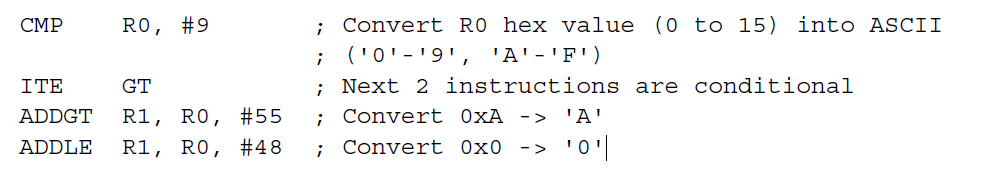 CMP R0, #9 ; Convert R0 hex value (0 to 15) into ASCII
; ('0'-'9', 'A'-'F')
ITE GT ; Next 2 instructions are conditional
ADDGT R1, R0, #55 ; Convert 0xA -> 'A'
ADDLE R1, R0, #48 ; Convert 0x0 -> '0'